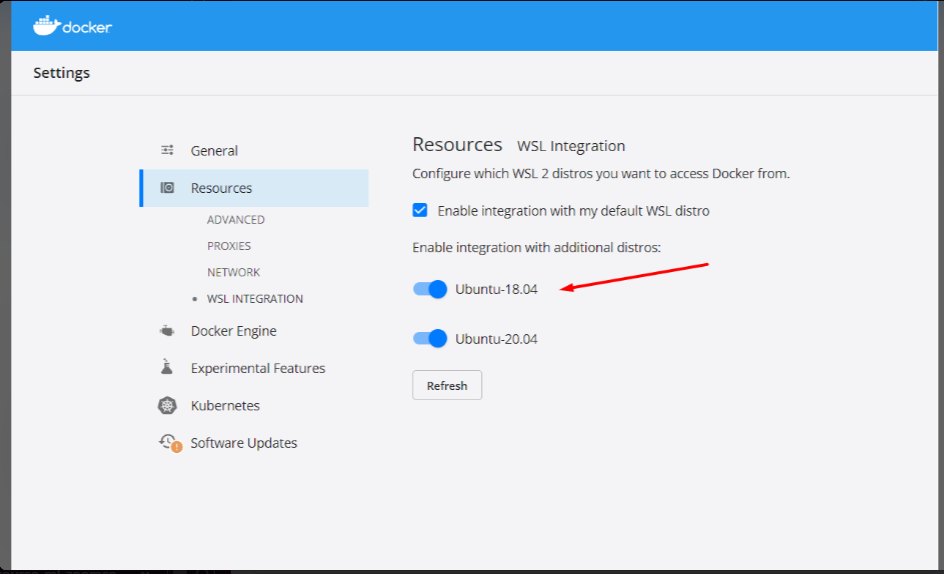 docker
Settings
General
Resources
ADVANCED
PROXIES
NETWORK
WSL INTEGRATION
Docker Engine
Experimental Features
Kubernetes
Software Updates
Resources WSL Integration
Configure which WSL 2 distros you want to access Docker from.
Enable integration with my default WSL distro
Enable integration with additional distros:
Ubuntu-18.04
Ubuntu-20.04
Refresh